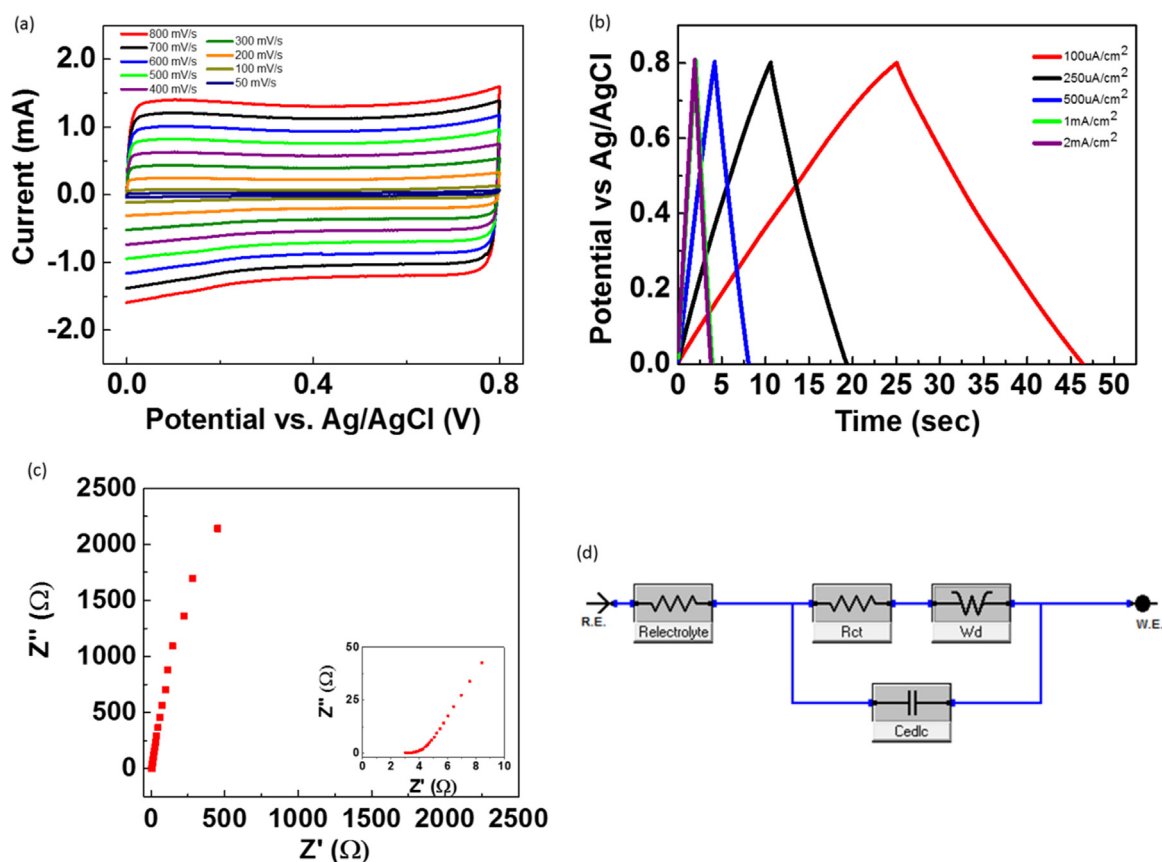 (a)
800 mV/s
700 mV/s
600 mV/s
500 mV/s
400 mV/s
300 mV/s
200 mV/s
100 mV/s
50 mV/s
2.0
1.0
0.0
-1.0
-2.0
Current (mA)
0.0 0.4 0.8
Potential vs. Ag/AgCl (V)
(b)
100uA/cm²
250uA/cm²
500uA/cm²
1mA/cm²
2mA/cm²
0.8
0.4
0.0
Potential vs Ag/AgCl
0 5 10 15 20 25 30 35 40 45 50
Time (sec)
(c)
2500
2000
1500
1000
500
0
Z'' (Ω)
0 500 1000 1500 2000 2500
Z' (Ω)
50
25
0
Z'' (Ω)
0 2 4 6 8 10
Z' (Ω)
(d)
R.E.
Relectrolyte
Rct
Wd
W.E.
Cedlc